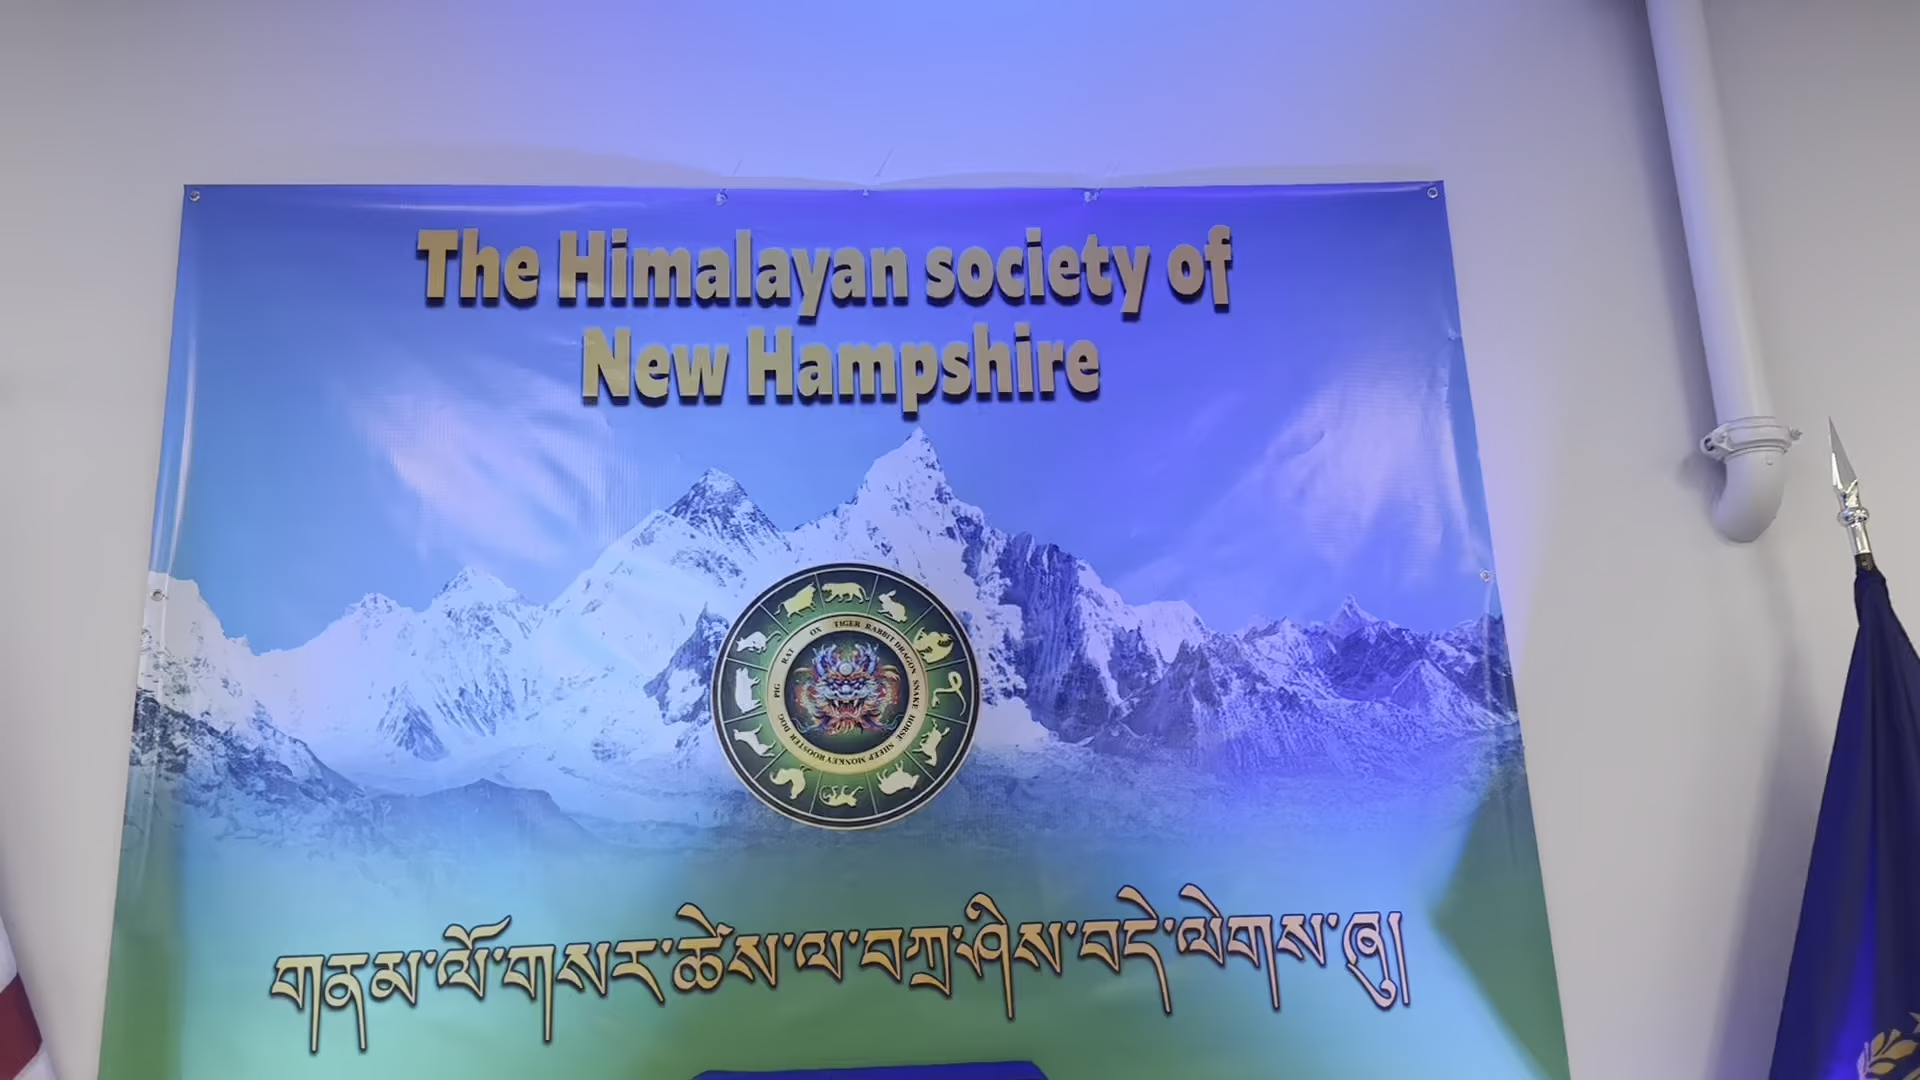 The Himalayan society of
New Hampshire
RAT OX TIGER RABBIT DRAGON SNAKE HORSE SHEEP MONKEY ROOSTER DOG PIG
གནམ་ལོ་གསར་ཚེས་ལ་བཀྲ་ཤིས་བདེ་ལེགས་ཞུ།